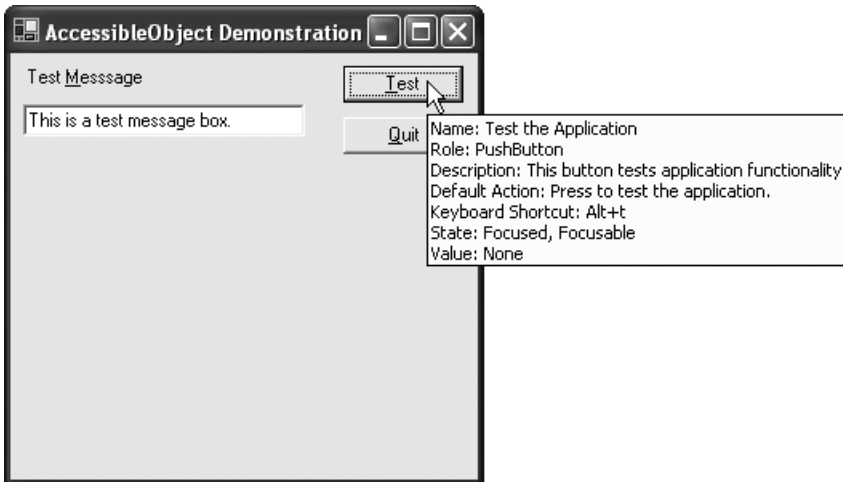 AccessibleObject Demonstration
Test Messsage
Test
This is a test message box.
Quit
Name: Test the Application
Role: PushButton
Description: This button tests application functionality
Default Action: Press to test the application.
Keyboard Shortcut: Alt+t
State: Focused, Focusable
Value: None